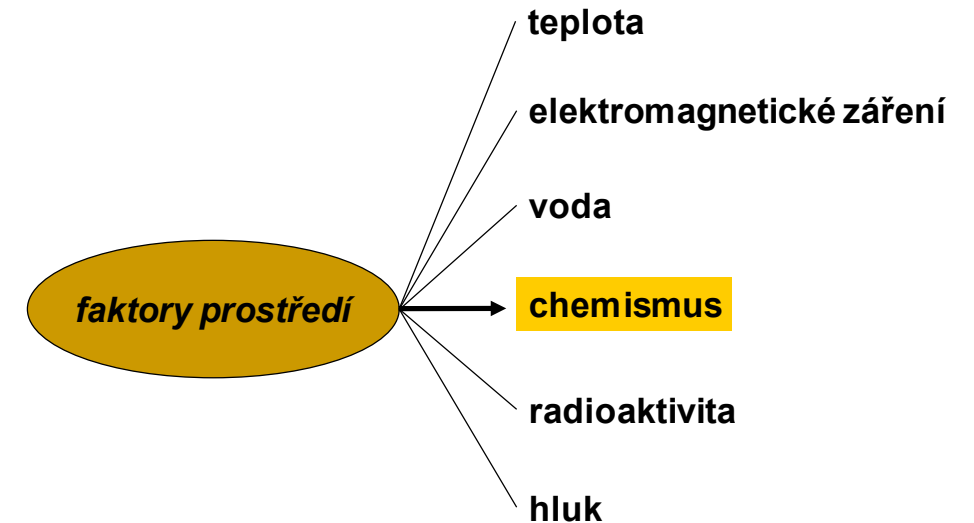 teplota
elektromagnetické záření
voda
faktory prostředí
chemismus
radioaktivita
hluk